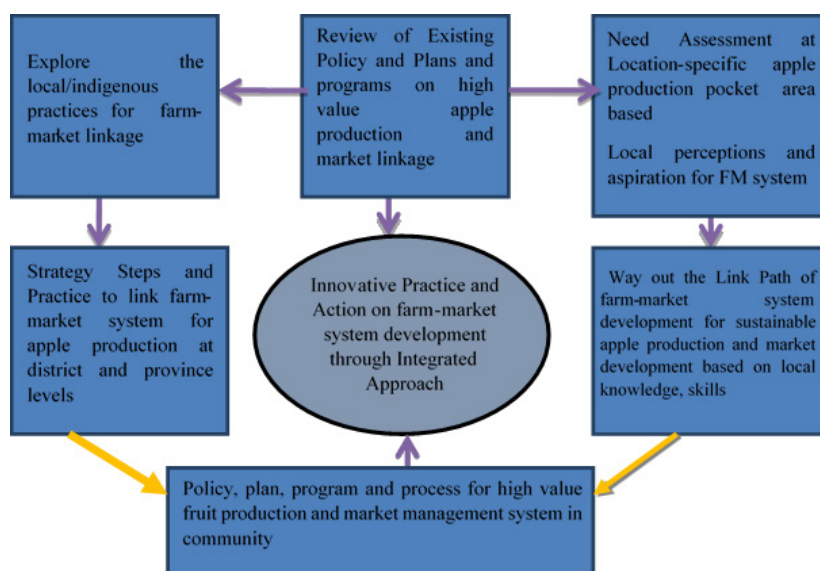 Explore the
local/indigenous
practices for farm-
market linkage
Review of Existing
Policy and Plans and
programs on high
value apple
production and
market linkage
Need Assessment at
Location-specific apple
production pocket area
based
Local perceptions and
aspiration for FM system
Strategy Steps and
Practice to link farm-
market system for
apple production at
district and province
levels
Innovative Practice and
Action on farm-market
system development
through Integrated
Approach
Way out the Link Path of
farm-market system
development for sustainable
apple production and market
development based on local
knowledge, skills
Policy, plan, program and process for high value
fruit production and market management system in
community